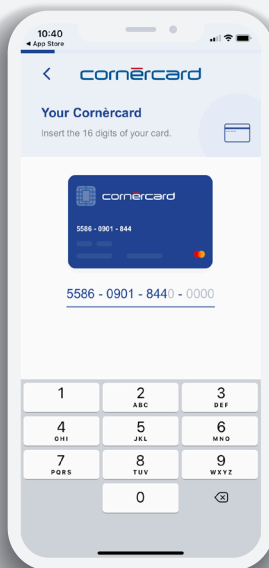 10:40
◀ App Store
cornèrcard
Your Cornèrcard
Insert the 16 digits of your card.
cornèrcard
5586 - 0901 - 844
5586 - 0901 - 8440 - 0000
1
2
ABC
3
DEF
4
GHI
5
JKL
6
MNO
7
PQRS
8
TUV
9
WXYZ
0